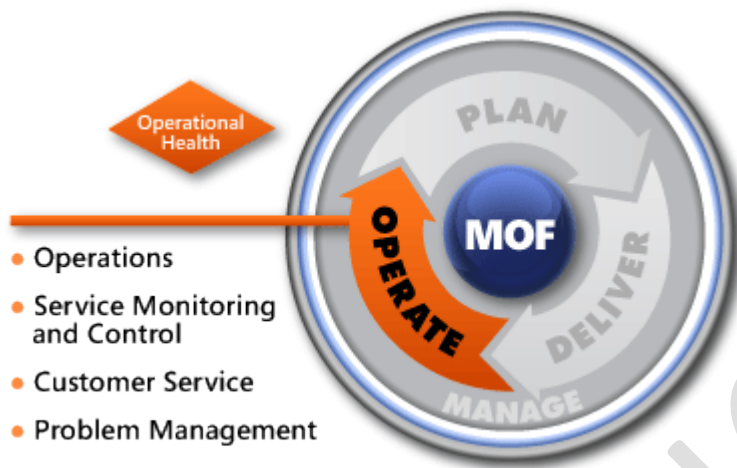 Operational
Health
PLAN
MOF
OPERATE
DELIVER
MANAGE
Operations
Service Monitoring
and Control
Customer Service
Problem Management